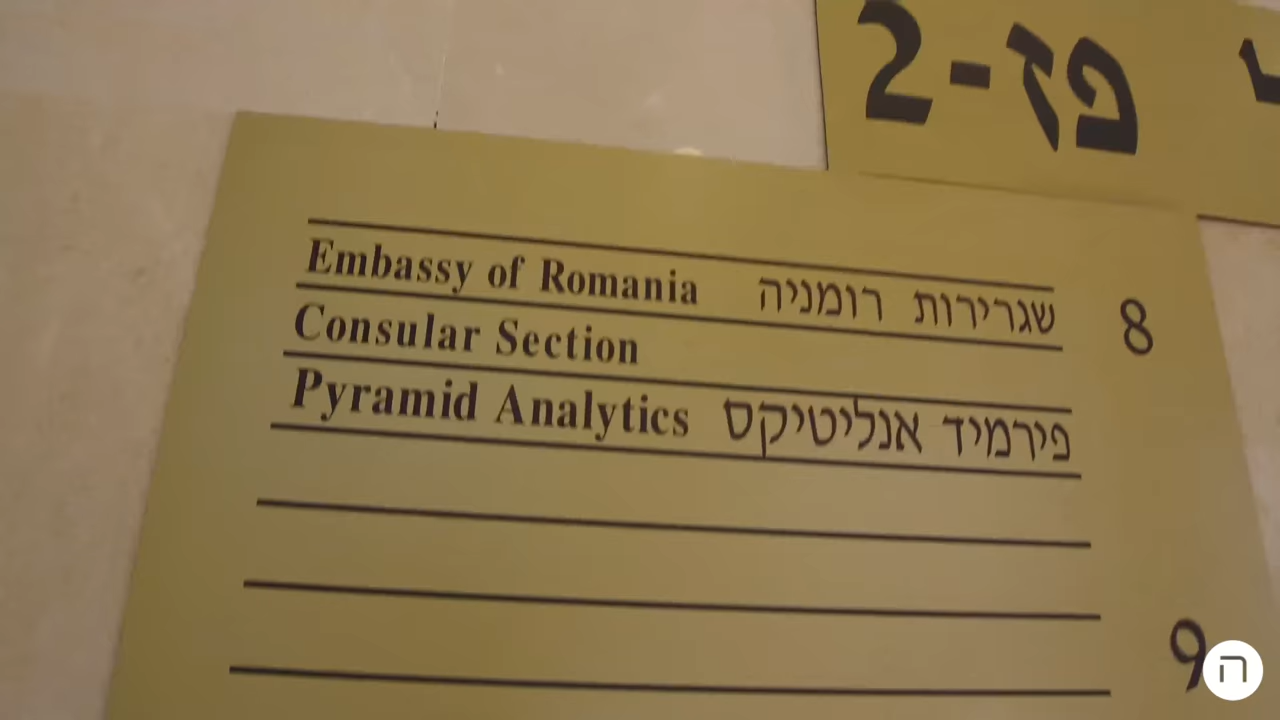 פז-2
Embassy of Romania שגרירות רומניה 8
Consular Section
Pyramid Analytics פירמיד אנליטיקס
9
ה